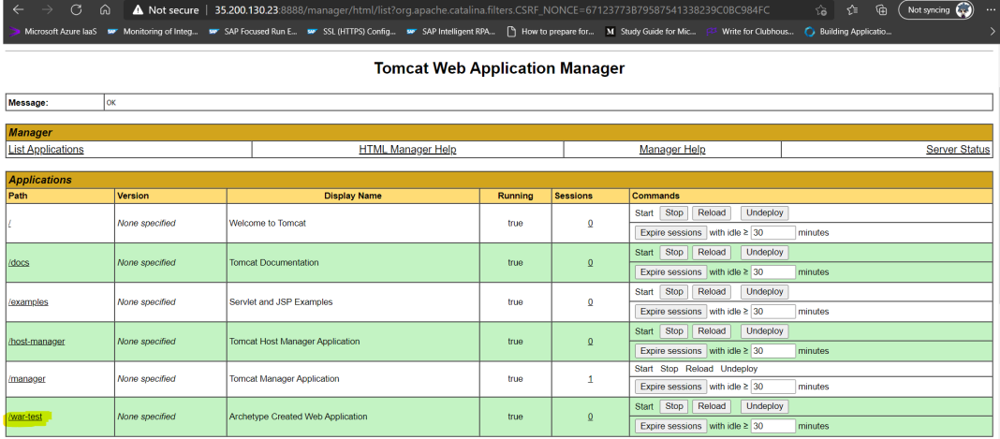 Not secure | 35.200.130.23:8888/manager/html/list?org.apache.catalina.filters.CSRF_NONCE=67123773B79587541338239C0BC984FC Not syncing
Microsoft Azure IaaS Monitoring of Integ... SAP Focused Run E... SSL (HTTPS) Config... SAP Intelligent RPA... How to prepare for... M Study Guide for Mic... Write for Clubhous... Building Applicatio...
Tomcat Web Application Manager
Message: OK
Manager
List Applications HTML Manager Help Manager Help Server Status
Applications
Path Version Display Name Running Sessions Commands
/ None specified Welcome to Tomcat true 0 Start Stop Reload Undeploy
Expire sessions with idle ≥ 30 minutes
/docs None specified Tomcat Documentation true 0 Start Stop Reload Undeploy
Expire sessions with idle ≥ 30 minutes
/examples None specified Servlet and JSP Examples true 0 Start Stop Reload Undeploy
Expire sessions with idle ≥ 30 minutes
/host-manager None specified Tomcat Host Manager Application true 0 Start Stop Reload Undeploy
Expire sessions with idle ≥ 30 minutes
/manager None specified Tomcat Manager Application true 1 Start Stop Reload Undeploy
Expire sessions with idle ≥ 30 minutes
/war-test None specified Archetype Created Web Application true 0 Start Stop Reload Undeploy
Expire sessions with idle ≥ 30 minutes